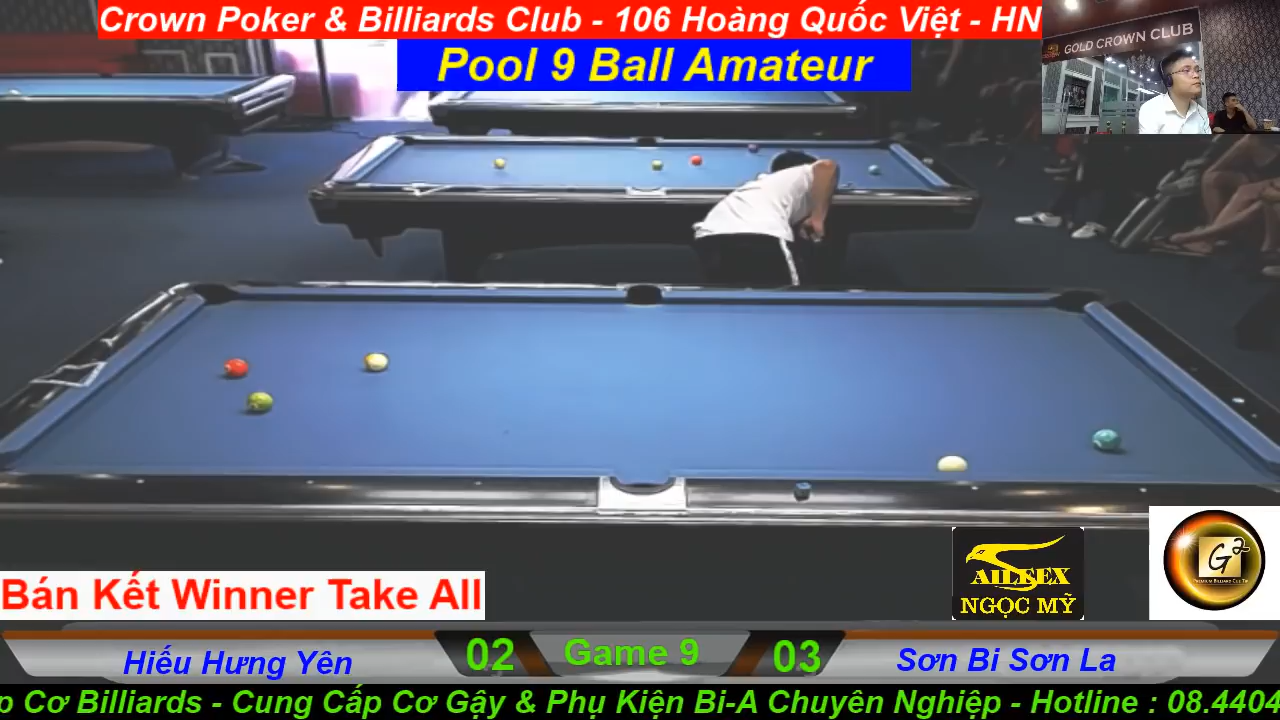 Crown Poker & Billiards Club - 106 Hoàng Quốc Việt - HN
Pool 9 Ball Amateur
GOLD CROWN CLUB
AILEEX
NGỌC MỸ
G2
Bán Kết Winner Take All
Hiếu Hưng Yên
02
Game 9
03
Sơn Bi Sơn La
p Cơ Billiards - Cung Cấp Cơ Gậy & Phụ Kiện Bi-A Chuyên Nghiệp - Hotline : 08.4404